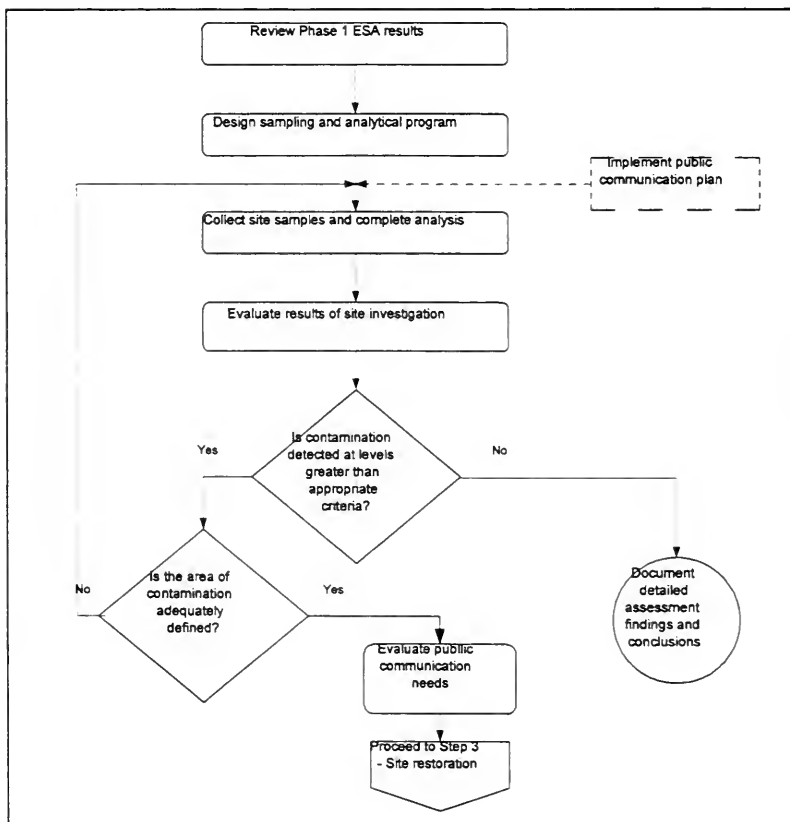 Review Phase 1 ESA results
Design sampling and analytical program
Implement public
communication plan
Collect site samples and complete analysis
Evaluate results of site investigation
Is contamination
detected at levels
greater than
appropriate
criteria?
Yes
No
Is the area of
contamination
adequately
defined?
No
Yes
Document
detailed
assessment
findings and
conclusions
Evaluate public
communication
needs
Proceed to Step 3
- Site restoration